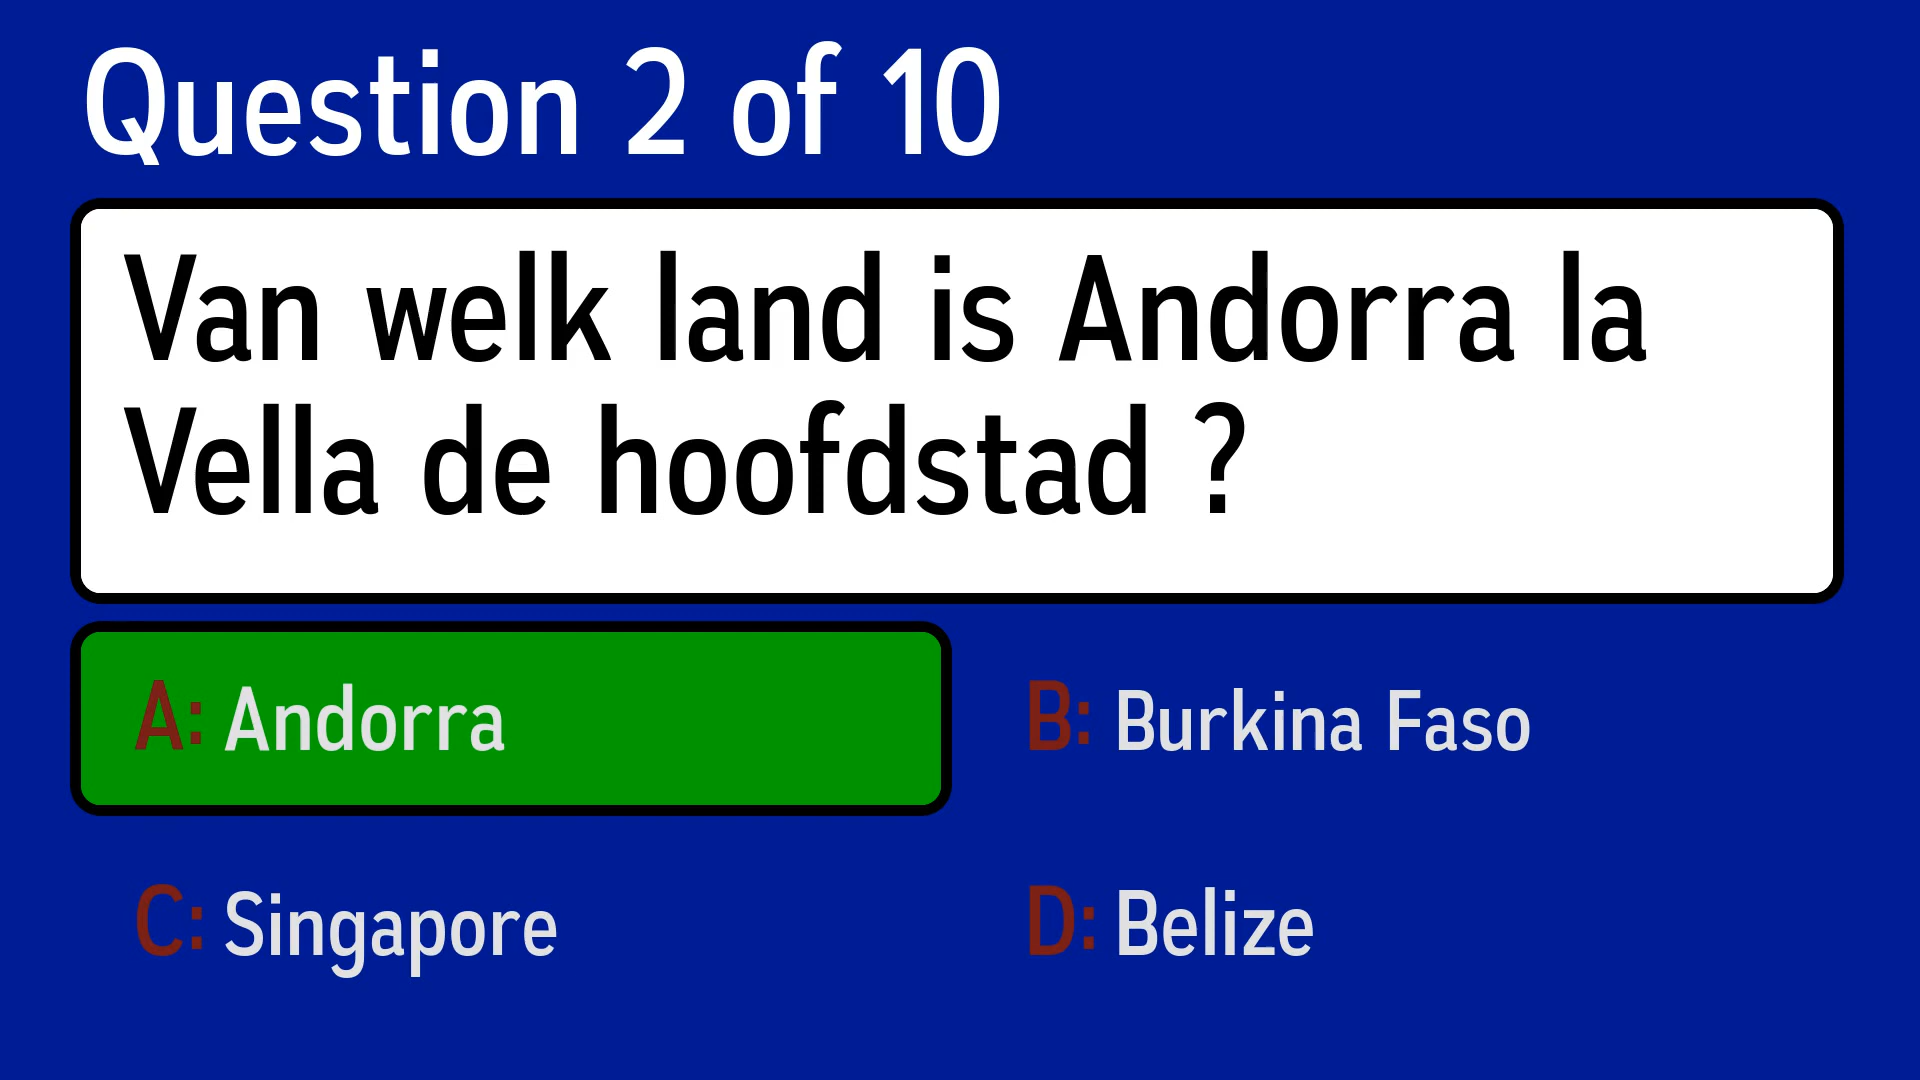 Question 2 of 10
Van welk land is Andorra la
Vella de hoofdstad ?
A: Andorra
B: Burkina Faso
C: Singapore
D: Belize